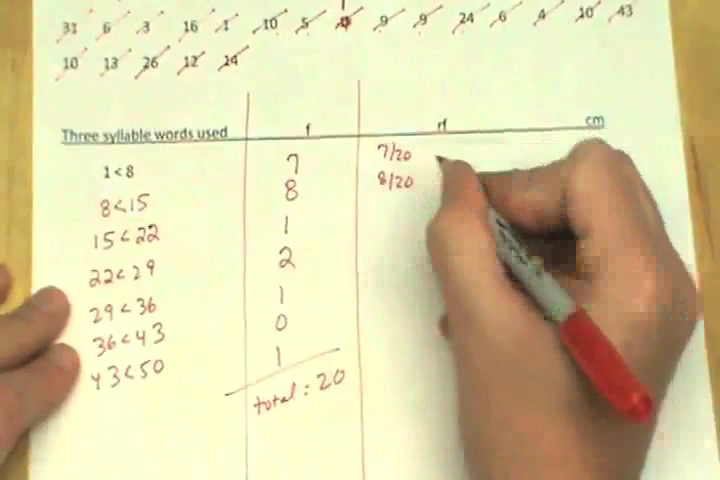 31 6 3 16 1 10 5 8 9 9 24 6 4 10 43
10 13 26 12 14
Three syllable words used f rf cm
1<8 7 7/20
8<15 8 8/20
15<22 1
22<29 2
29<36 1
36<43 0
43<50 1
total: 20